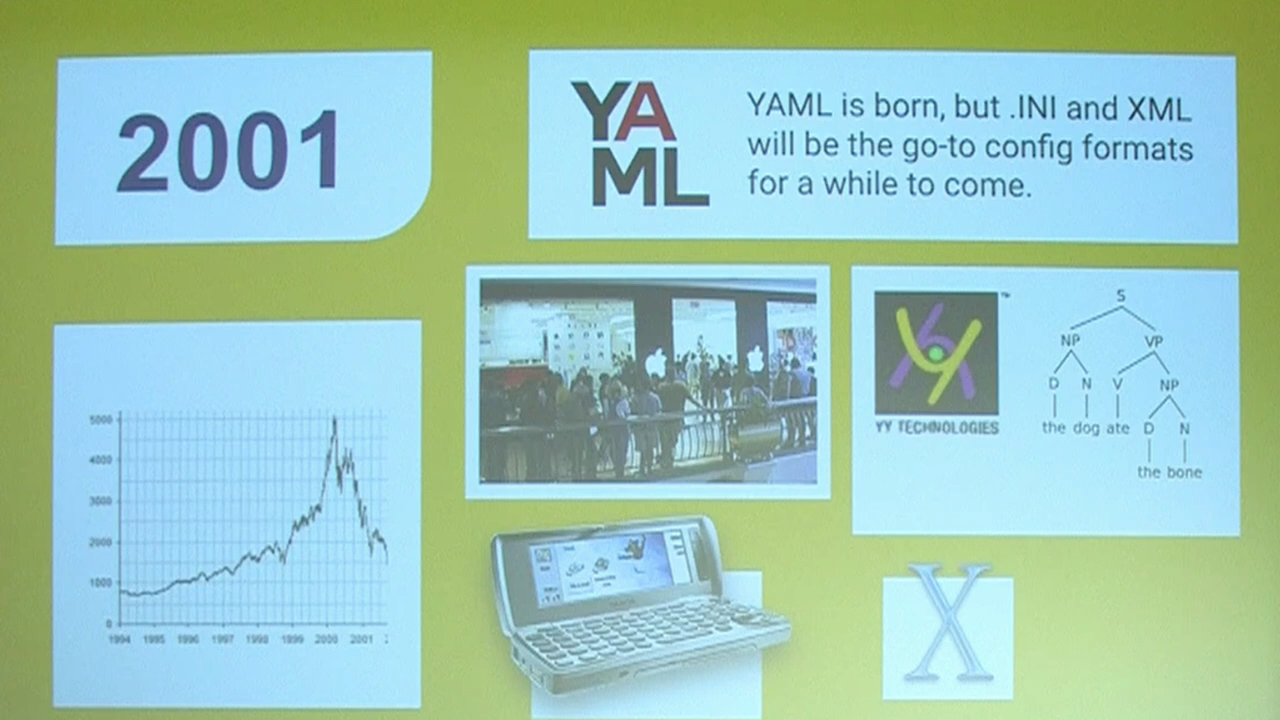 2001
YA
ML
YAML is born, but .INI and XML
will be the go-to config formats
for a while to come.
5000
4000
3000
2000
1000
0
1994 1995 1996 1997 1998 1999 2000 2001
YY TECHNOLOGIES
™
S
NP VP
D N V NP
the dog ate D N
the bone
X